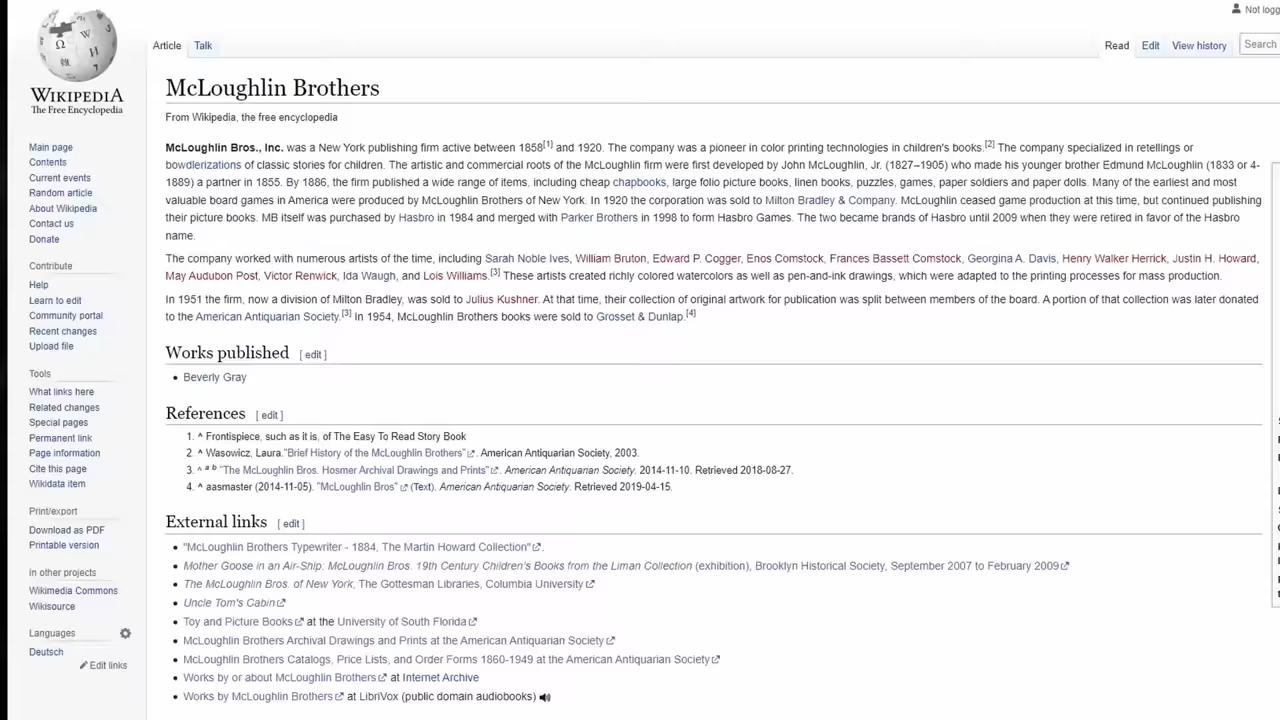 Not logg
Article Talk Read Edit View history Search
WIKIPEDIA
The Free Encyclopedia
Main page
Contents
Current events
Random article
About Wikipedia
Contact us
Donate
Contribute
Help
Learn to edit
Community portal
Recent changes
Upload file
Tools
What links here
Related changes
Special pages
Permanent link
Page information
Cite this page
Wikidata item
Print/export
Download as PDF
Printable version
In other projects
Wikimedia Commons
Wikisource
Languages
Deutsch
Edit links
McLoughlin Brothers
From Wikipedia, the free encyclopedia
McLoughlin Bros., Inc. was a New York publishing firm active between 1858[1] and 1920. The company was a pioneer in color printing technologies in children's books.[2] The company specialized in retellings or
bowdlerizations of classic stories for children. The artistic and commercial roots of the McLoughlin firm were first developed by John McLoughlin, Jr. (1827–1905) who made his younger brother Edmund McLoughlin (1833 or 4-
1889) a partner in 1855. By 1886, the firm published a wide range of items, including cheap chapbooks, large folio picture books, linen books, puzzles, games, paper soldiers and paper dolls. Many of the earliest and most
valuable board games in America were produced by McLoughlin Brothers of New York. In 1920 the corporation was sold to Milton Bradley & Company. McLoughlin ceased game production at this time, but continued publishing
their picture books. MB itself was purchased by Hasbro in 1984 and merged with Parker Brothers in 1998 to form Hasbro Games. The two became brands of Hasbro until 2009 when they were retired in favor of the Hasbro
name.
The company worked with numerous artists of the time, including Sarah Noble Ives, William Bruton, Edward P. Cogger, Enos Comstock, Frances Bassett Comstock, Georgina A. Davis, Henry Walker Herrick, Justin H. Howard,
May Audubon Post, Victor Renwick, Ida Waugh, and Lois Williams.[3] These artists created richly colored watercolors as well as pen-and-ink drawings, which were adapted to the printing processes for mass production.
In 1951 the firm, now a division of Milton Bradley, was sold to Julius Kushner. At that time, their collection of original artwork for publication was split between members of the board. A portion of that collection was later donated
to the American Antiquarian Society.[3] In 1954, McLoughlin Brothers books were sold to Grosset & Dunlap.[4]
Works published [ edit ]
• Beverly Gray
References [ edit ]
1. ^ Frontispiece, such as it is, of The Easy To Read Story Book
2. ^ Wasowicz, Laura."Brief History of the McLoughlin Brothers". American Antiquarian Society, 2003.
3. ^ a b "The McLoughlin Bros. Hosmer Archival Drawings and Prints". American Antiquarian Society. 2014-11-10. Retrieved 2018-08-27.
4. ^ aasmaster (2014-11-05). "McLoughlin Bros" (Text). American Antiquarian Society. Retrieved 2019-04-15.
External links [ edit ]
• "McLoughlin Brothers Typewriter - 1884, The Martin Howard Collection".
• Mother Goose in an Air-Ship: McLoughlin Bros. 19th Century Children's Books from the Liman Collection (exhibition), Brooklyn Historical Society, September 2007 to February 2009
• The McLoughlin Bros. of New York, The Gottesman Libraries, Columbia University
• Uncle Tom's Cabin
• Toy and Picture Books at the University of South Florida
• McLoughlin Brothers Archival Drawings and Prints at the American Antiquarian Society
• McLoughlin Brothers Catalogs, Price Lists, and Order Forms 1860-1949 at the American Antiquarian Society
• Works by or about McLoughlin Brothers at Internet Archive
• Works by McLoughlin Brothers at LibriVox (public domain audiobooks)